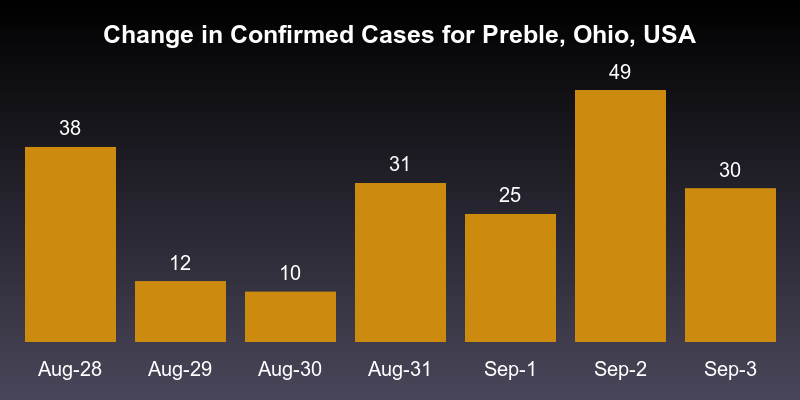 Change in Confirmed Cases for Preble, Ohio, USA
38
12
10
31
25
49
30
Aug-28
Aug-29
Aug-30
Aug-31
Sep-1
Sep-2
Sep-3